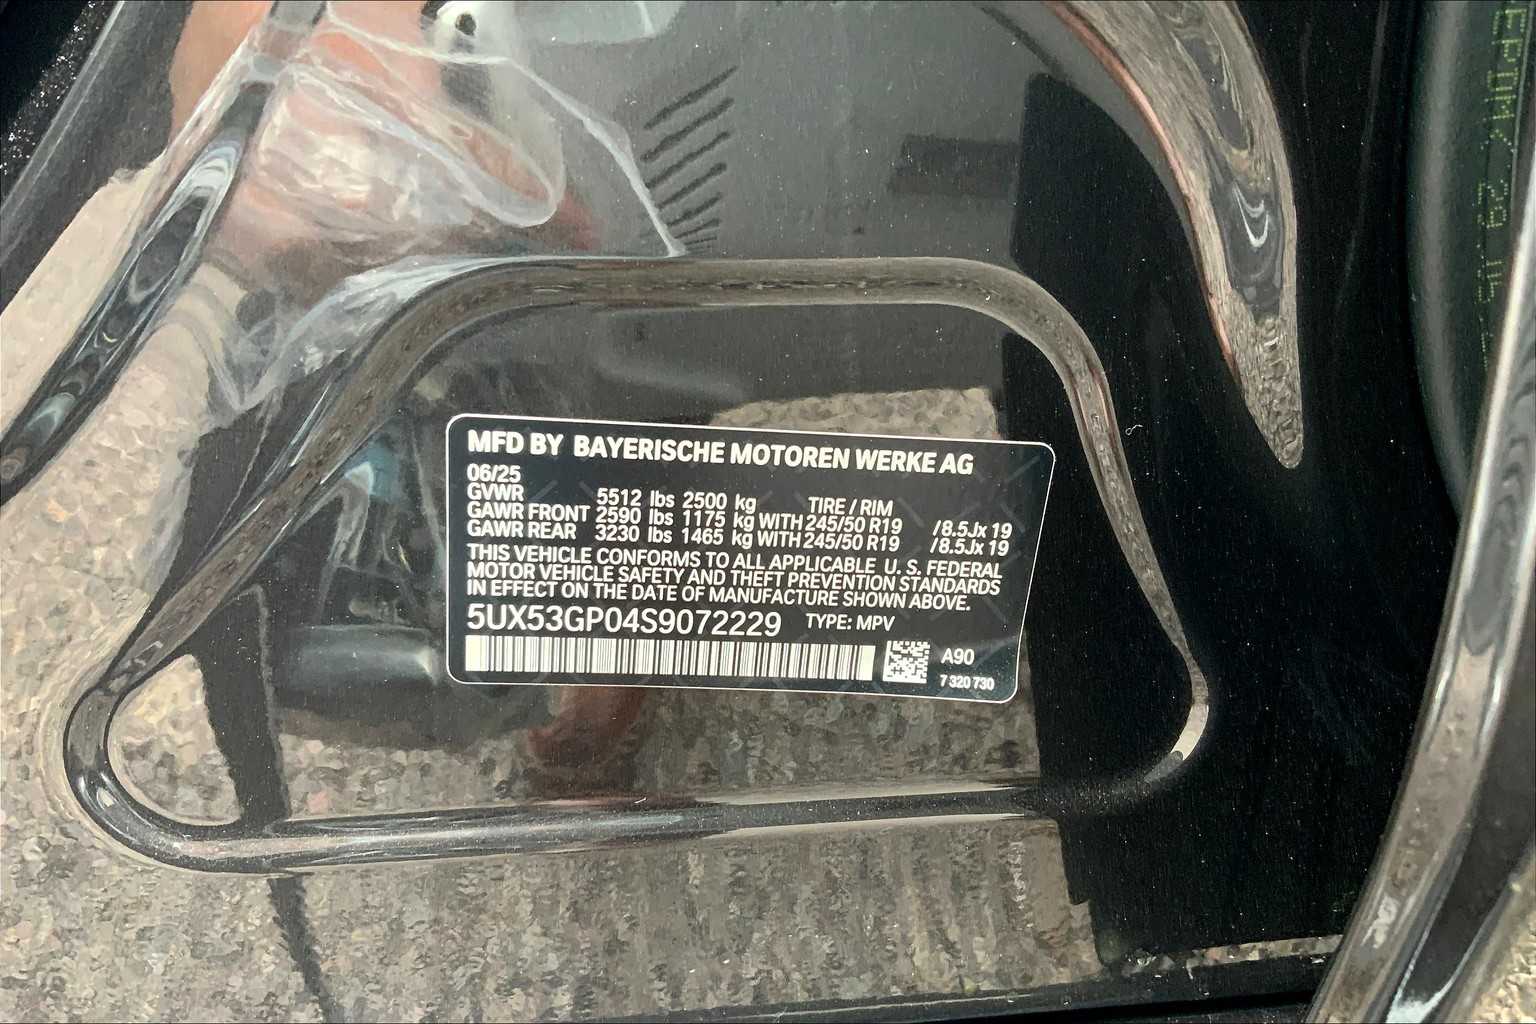 MFD BY BAYERISCHE MOTOREN WERKE AG
06/25
GVWR 5512 lbs 2500 kg TIRE / RIM
GAWR FRONT 2590 lbs 1175 kg WITH 245/50 R19 /8.5Jx 19
GAWR REAR 3230 lbs 1465 kg WITH 245/50 R19 /8.5Jx 19
THIS VEHICLE CONFORMS TO ALL APPLICABLE U. S. FEDERAL
MOTOR VEHICLE SAFETY AND THEFT PREVENTION STANDARDS
IN EFFECT ON THE DATE OF MANUFACTURE SHOWN ABOVE.
5UX53GP04S9072229 TYPE: MPV
A90
7 320 730